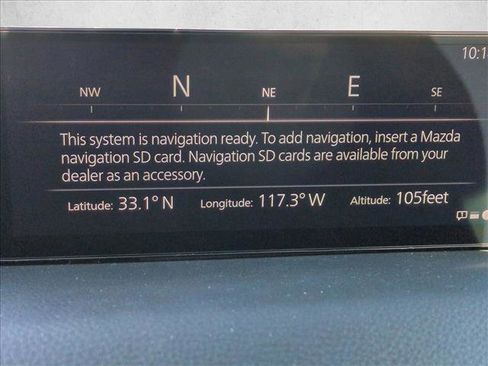 10:1
NW N NE E SE
This system is navigation ready. To add navigation, insert a Mazda
navigation SD card. Navigation SD cards are available from your
dealer as an accessory.
Latitude: 33.1° N Longitude: 117.3° W Altitude: 105feet